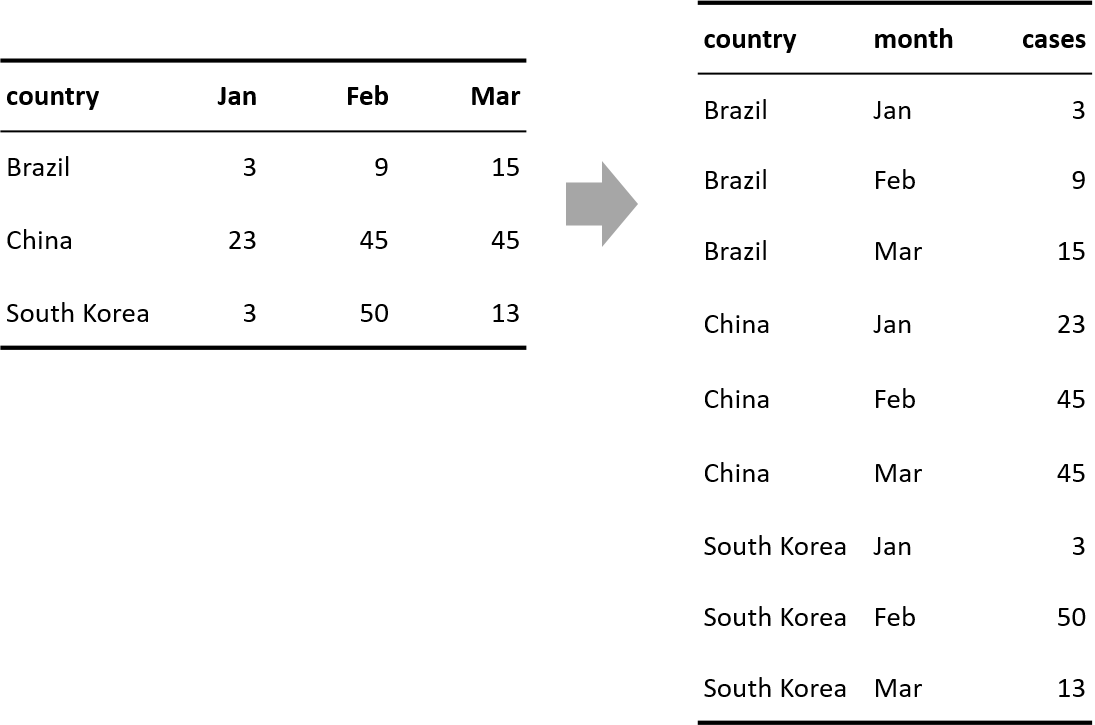 country Jan Feb Mar
Brazil 3 9 15
China 23 45 45
South Korea 3 50 13
country month cases
Brazil Jan 3
Brazil Feb 9
Brazil Mar 15
China Jan 23
China Feb 45
China Mar 45
South Korea Jan 3
South Korea Feb 50
South Korea Mar 13